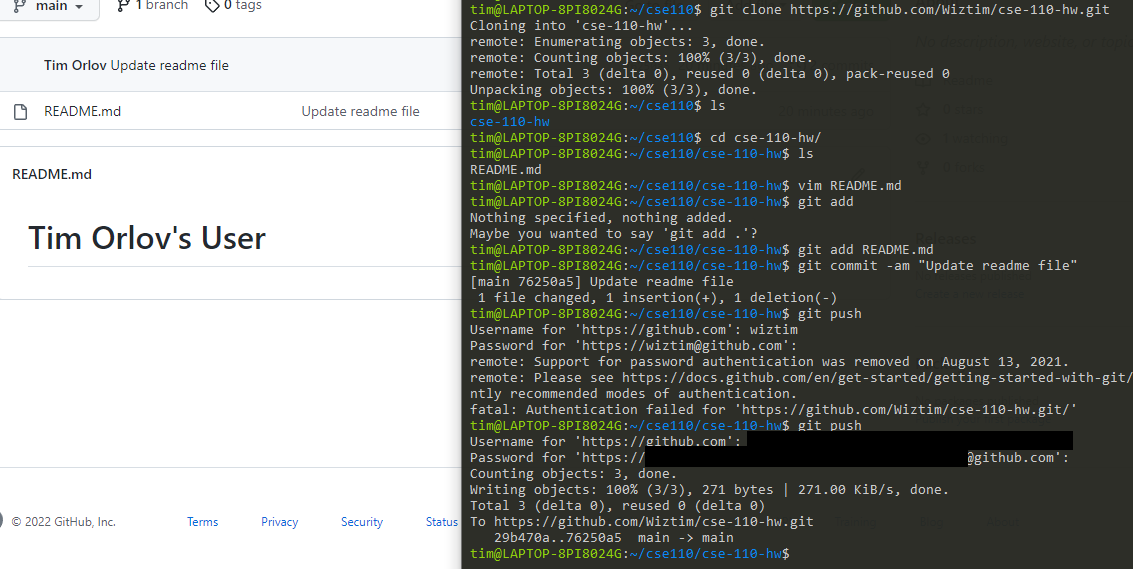 main
1 branch
0 tags
Tim Orlov Update readme file
README.md Update readme file
README.md
Tim Orlov's User
© 2022 GitHub, Inc. Terms Privacy Security Status
tim@LAPTOP-8PI8024G:~/cse110$ git clone https://github.com/Wiztim/cse-110-hw.git
Cloning into 'cse-110-hw'...
remote: Enumerating objects: 3, done.
remote: Counting objects: 100% (3/3), done.
remote: Total 3 (delta 0), reused 0 (delta 0), pack-reused 0
Unpacking objects: 100% (3/3), done.
tim@LAPTOP-8PI8024G:~/cse110$ ls
cse-110-hw
tim@LAPTOP-8PI8024G:~/cse110$ cd cse-110-hw/
tim@LAPTOP-8PI8024G:~/cse110/cse-110-hw$ ls
README.md
tim@LAPTOP-8PI8024G:~/cse110/cse-110-hw$ vim README.md
tim@LAPTOP-8PI8024G:~/cse110/cse-110-hw$ git add
Nothing specified, nothing added.
Maybe you wanted to say 'git add .'?
tim@LAPTOP-8PI8024G:~/cse110/cse-110-hw$ git add README.md
tim@LAPTOP-8PI8024G:~/cse110/cse-110-hw$ git commit -am "Update readme file"
[main 76250a5] Update readme file
1 file changed, 1 insertion(+), 1 deletion(-)
tim@LAPTOP-8PI8024G:~/cse110/cse-110-hw$ git push
Username for 'https://github.com': wiztim
Password for 'https://wiztim@github.com':
remote: Support for password authentication was removed on August 13, 2021.
remote: Please see https://docs.github.com/en/get-started/getting-started-with-git/
ntly recommended modes of authentication.
fatal: Authentication failed for 'https://github.com/Wiztim/cse-110-hw.git/'
tim@LAPTOP-8PI8024G:~/cse110/cse-110-hw$ git push
Username for 'https://github.com':
Password for 'https:// @github.com':
Counting objects: 3, done.
Writing objects: 100% (3/3), 271 bytes | 271.00 KiB/s, done.
Total 3 (delta 0), reused 0 (delta 0)
To https://github.com/Wiztim/cse-110-hw.git
29b470a..76250a5 main -> main
tim@LAPTOP-8PI8024G:~/cse110/cse-110-hw$